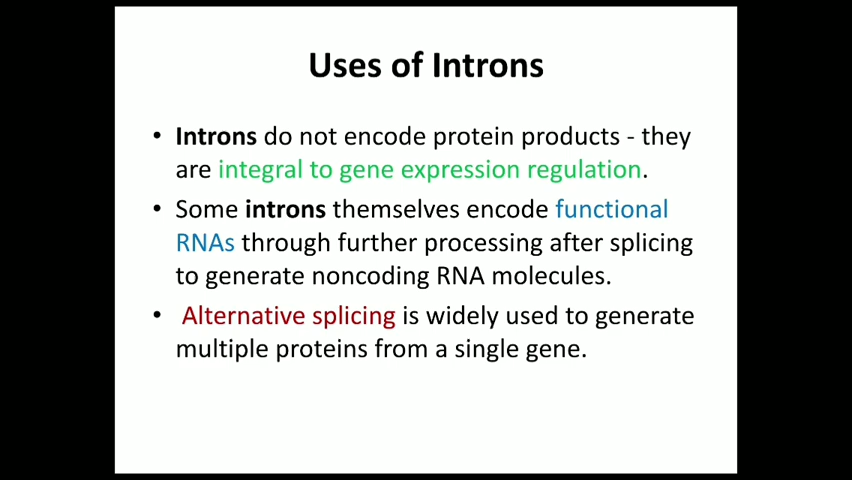 Uses of Introns
• Introns do not encode protein products - they
are integral to gene expression regulation.
• Some introns themselves encode functional
RNAs through further processing after splicing
to generate noncoding RNA molecules.
• Alternative splicing is widely used to generate
multiple proteins from a single gene.